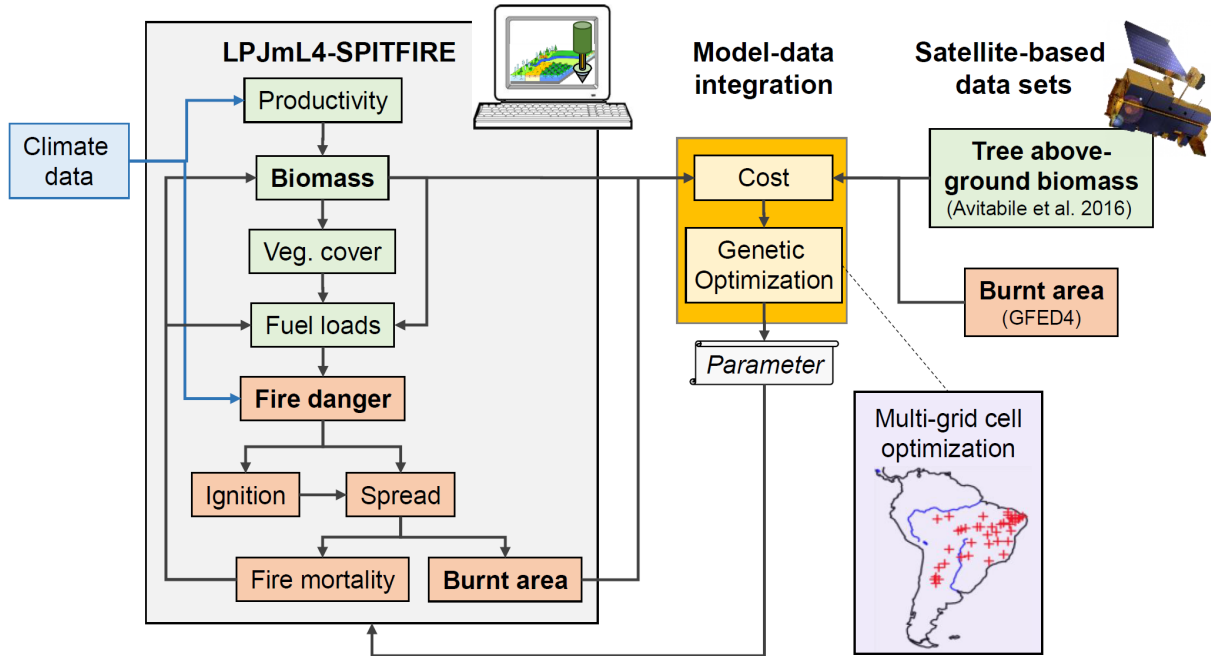 LPJmL4-SPITFIRE
Model-data
integration
Satellite-based
data sets
Productivity
Climate
data
Biomass
Veg. cover
Fuel loads
Fire danger
Ignition
Spread
Fire mortality
Burnt area
Cost
Genetic
Optimization
Parameter
Tree above-
ground biomass
(Avitabile et al. 2016)
Burnt area
(GFED4)
Multi-grid cell
optimization